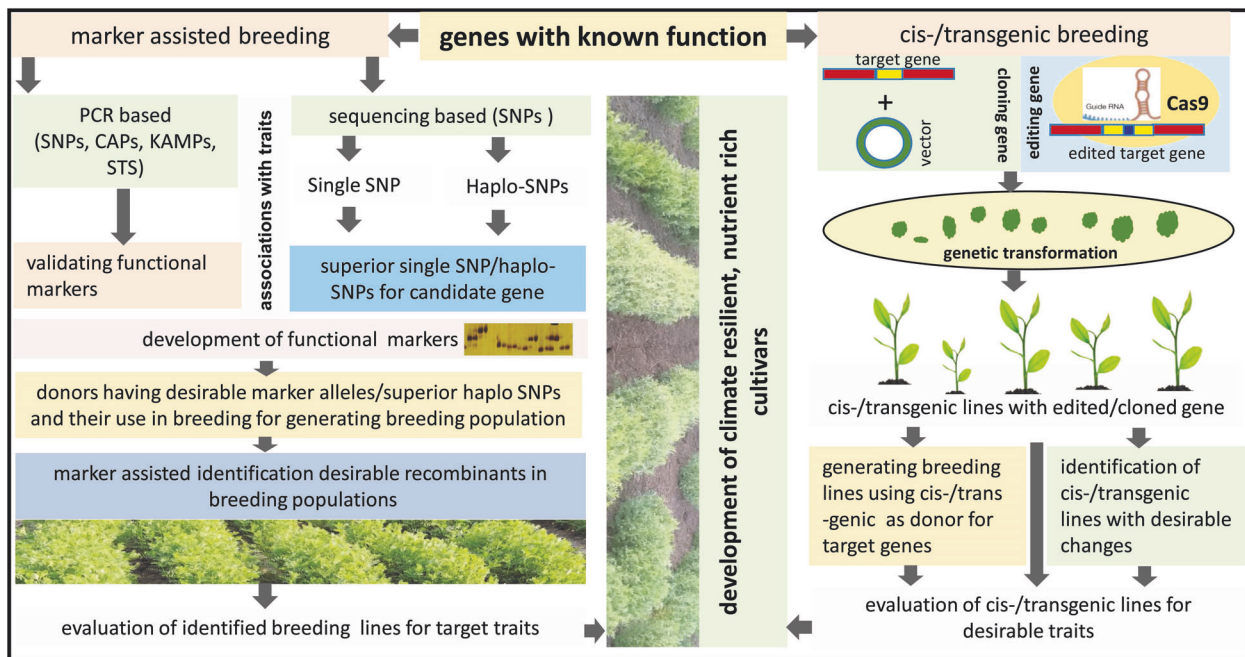 marker assisted breeding
genes with known function
cis-/transgenic breeding
PCR based
(SNPs, CAPs, KAMPs,
STS)
validating functional
markers
associations with traits
sequencing based (SNPs )
Single SNP
Haplo-SNPs
superior single SNP/haplo-
SNPs for candidate gene
development of functional markers
donors having desirable marker alleles/superior haplo SNPs
and their use in breeding for generating breeding population
marker assisted identification desirable recombinants in
breeding populations
evaluation of identified breeding lines for target traits
development of climate resilient, nutrient rich
cultivars
target gene
+
vector
cloning gene
editing gene
Guide RNA
Cas9
edited target gene
genetic transformation
cis-/transgenic lines with edited/cloned gene
generating breeding
lines using cis-/trans
-genic as donor for
target genes
identification of
cis-/transgenic
lines with desirable
changes
evaluation of cis-/transgenic lines for
desirable traits